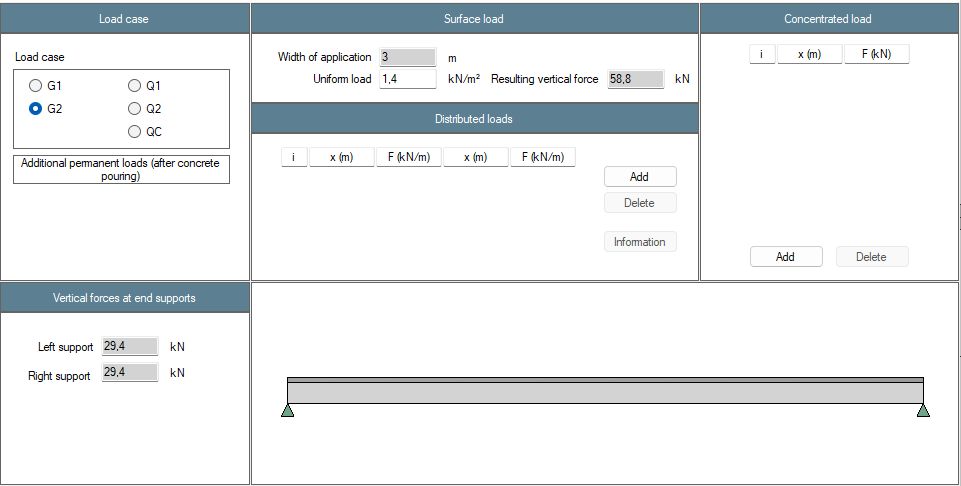 Load case
Load case
G1
Q1
G2
Q2
QC
Additional permanent loads (after concrete
pouring)
Surface load
Width of application 3 m
Uniform load 1,4 kN/m² Resulting vertical force 58,8 kN
Distributed loads
i x (m) F (kN/m) x (m) F (kN/m)
Add
Delete
Information
Concentrated load
i x (m) F (kN)
Add Delete
Vertical forces at end supports
Left support 29,4 kN
Right support 29,4 kN